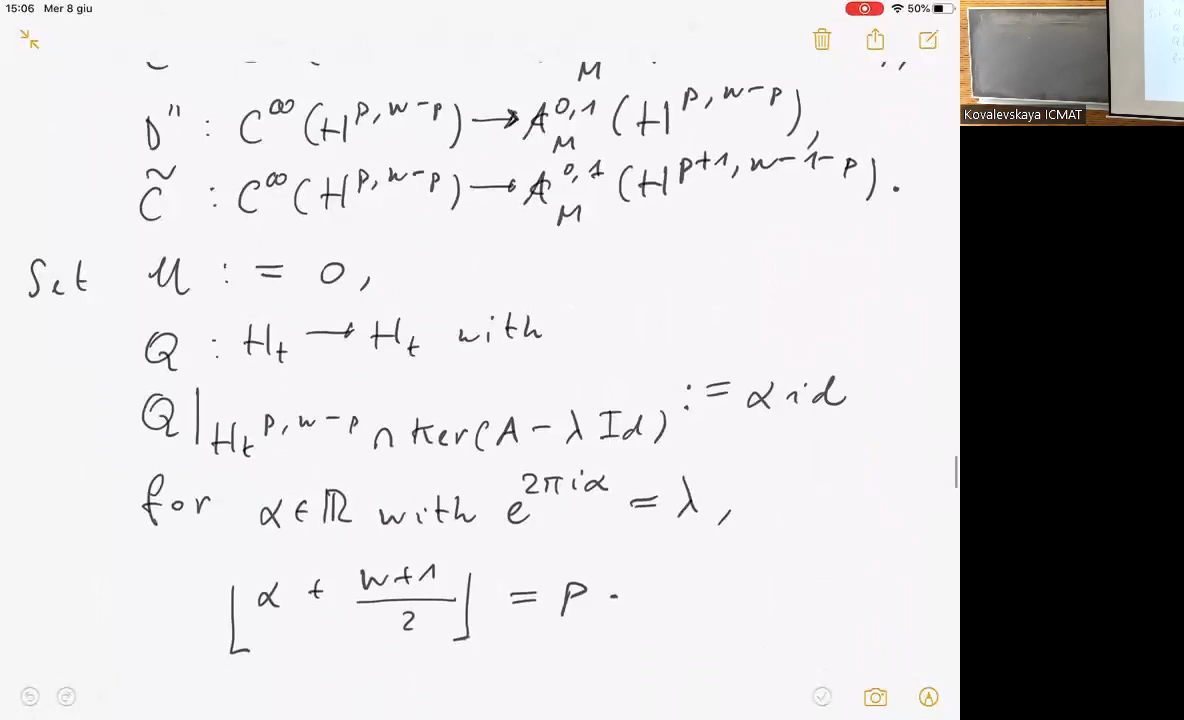 15:06 Mer 8 giu
50%
M
D'' : C^∞(H^{p,w-p}) → A_M^{0,1}(H^{p,w-p}),
C̃ : C^∞(H^{p,w-p}) → A_M^{0,1}(H^{p+1,w-1-p}).
Set U := 0,
Q : H_t → H_t with
Q|_{H_t^{p,w-p} ∩ ker(A - λ Id)} := α id
for α ∈ ℝ with e^{2πiα} = λ,
⌊α + (w+1)/2⌋ = p.
Kovalevskaya ICMAT